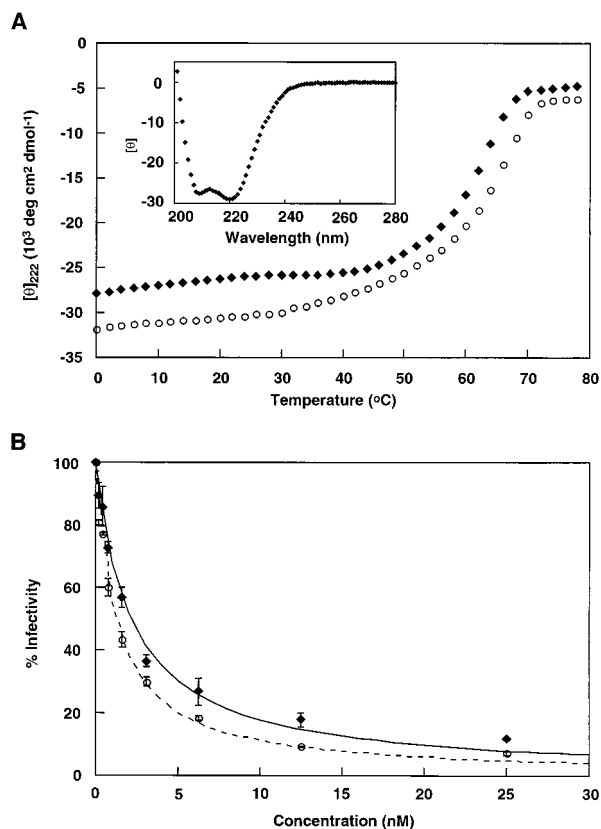 A
[θ]222 (10³ deg cm² dmol-1)
0
-5
-10
-15
-20
-25
-30
-35
[θ]
0
-10
-20
-30
200 220 240 260 280
Wavelength (nm)
0 10 20 30 40 50 60 70 80
Temperature (ºC)
B
% Infectivity
100
80
60
40
20
0
0 5 10 15 20 25 30
Concentration (nM)